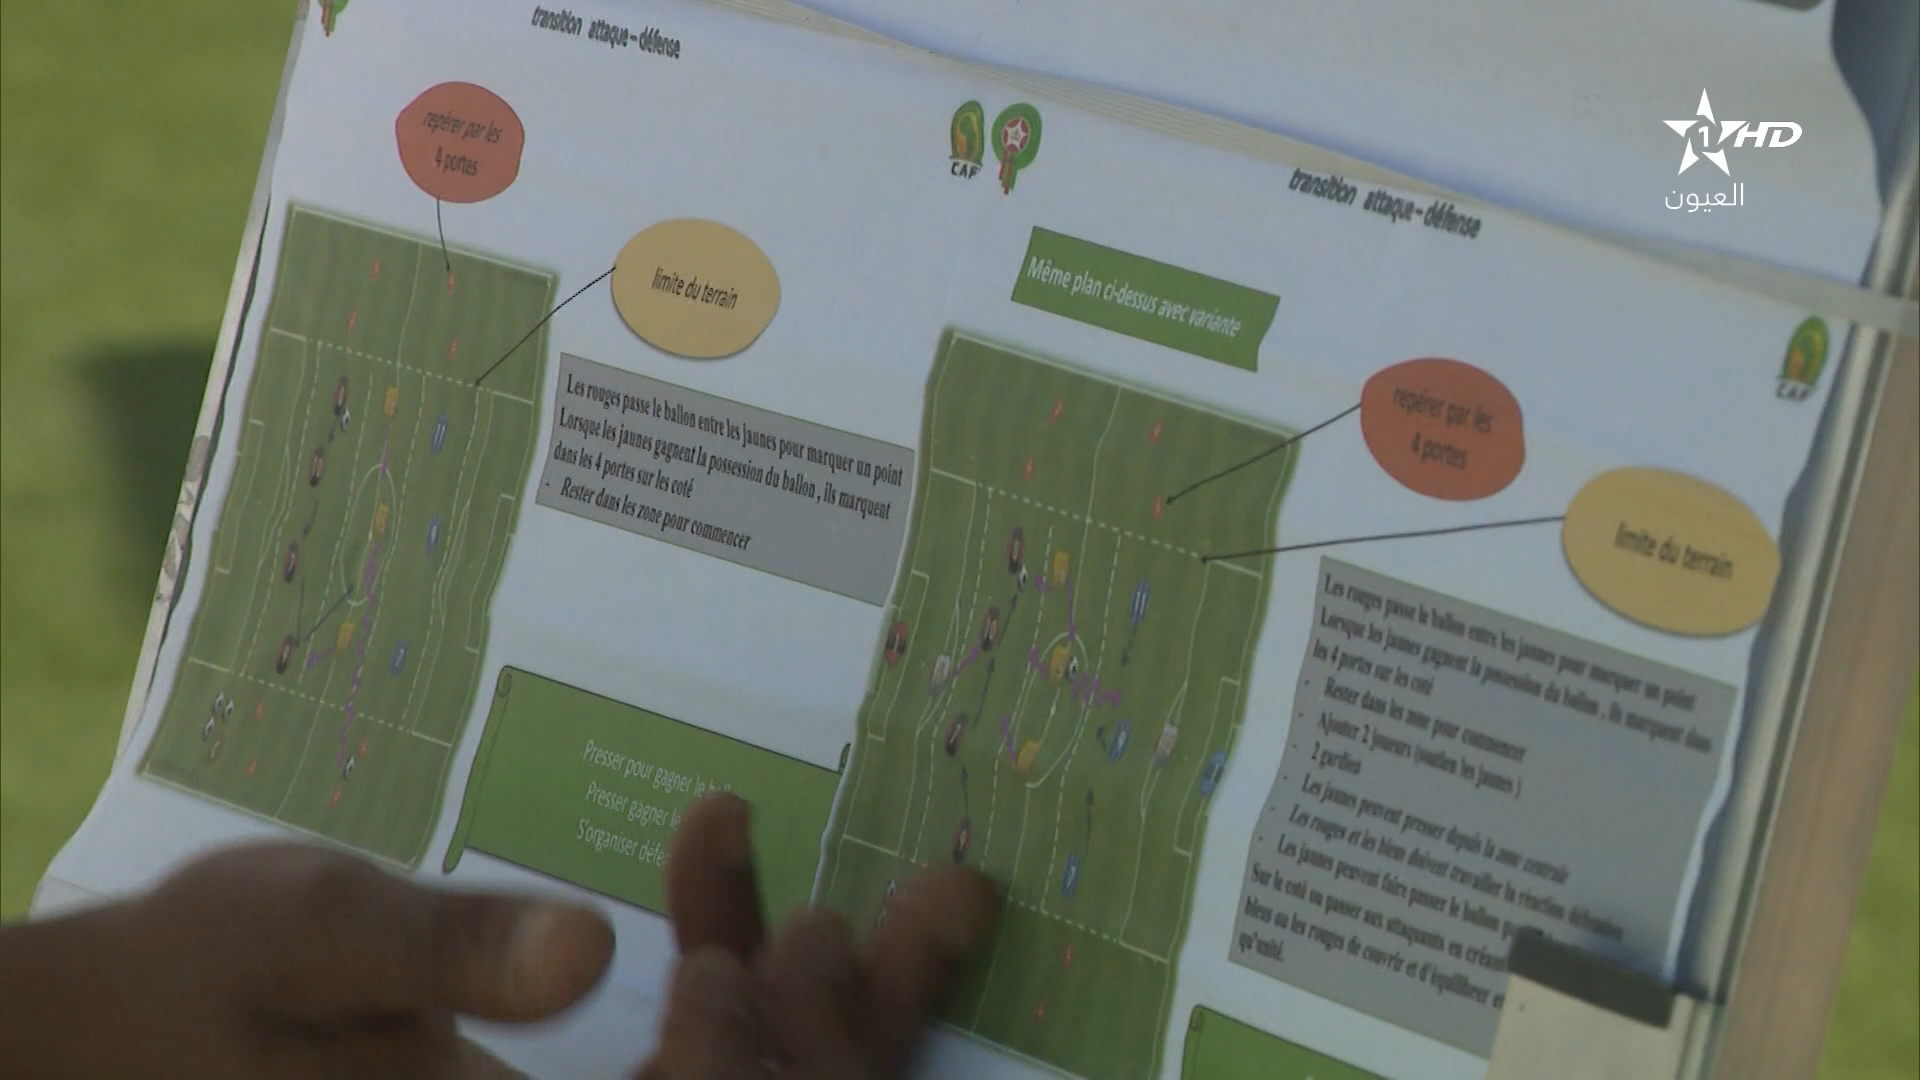 transition attaque - défense
repérer par les
4 portes
limite du terrain
Les rouges passe le ballon entre les jaunes pour marquer un point
Lorsque les jaunes gagnent la possession du ballon , ils marquent
dans les 4 portes sur les coté
- Rester dans les zone pour commencer
Presser pour gagner le
Presser gagner le
S'organiser
CAF
transition attaque - défense
Même plan ci-dessus avec variante
repérer par les
4 portes
limite du terrain
CAF
Les rouges passe le ballon entre les jaunes pour marquer un point
Lorsque les jaunes gagnent la possession du ballon , ils marquent dans
les 4 portes sur les coté
- Rester dans les zone pour commencer
- Ajouter 2 joueurs (soutien les jaunes )
- 2 gardien
- Les jaunes peuvent presser depuis la zone centrale
- Les rouges et les bleus doivent travailler la réaction défensive
- Les jaunes peuvent faire passer le ballon
Sur le coté ou passer aux attaquants en
bleus ou les rouges de couvrir et d'équilibrer
qu'unité
1 HD
العيون